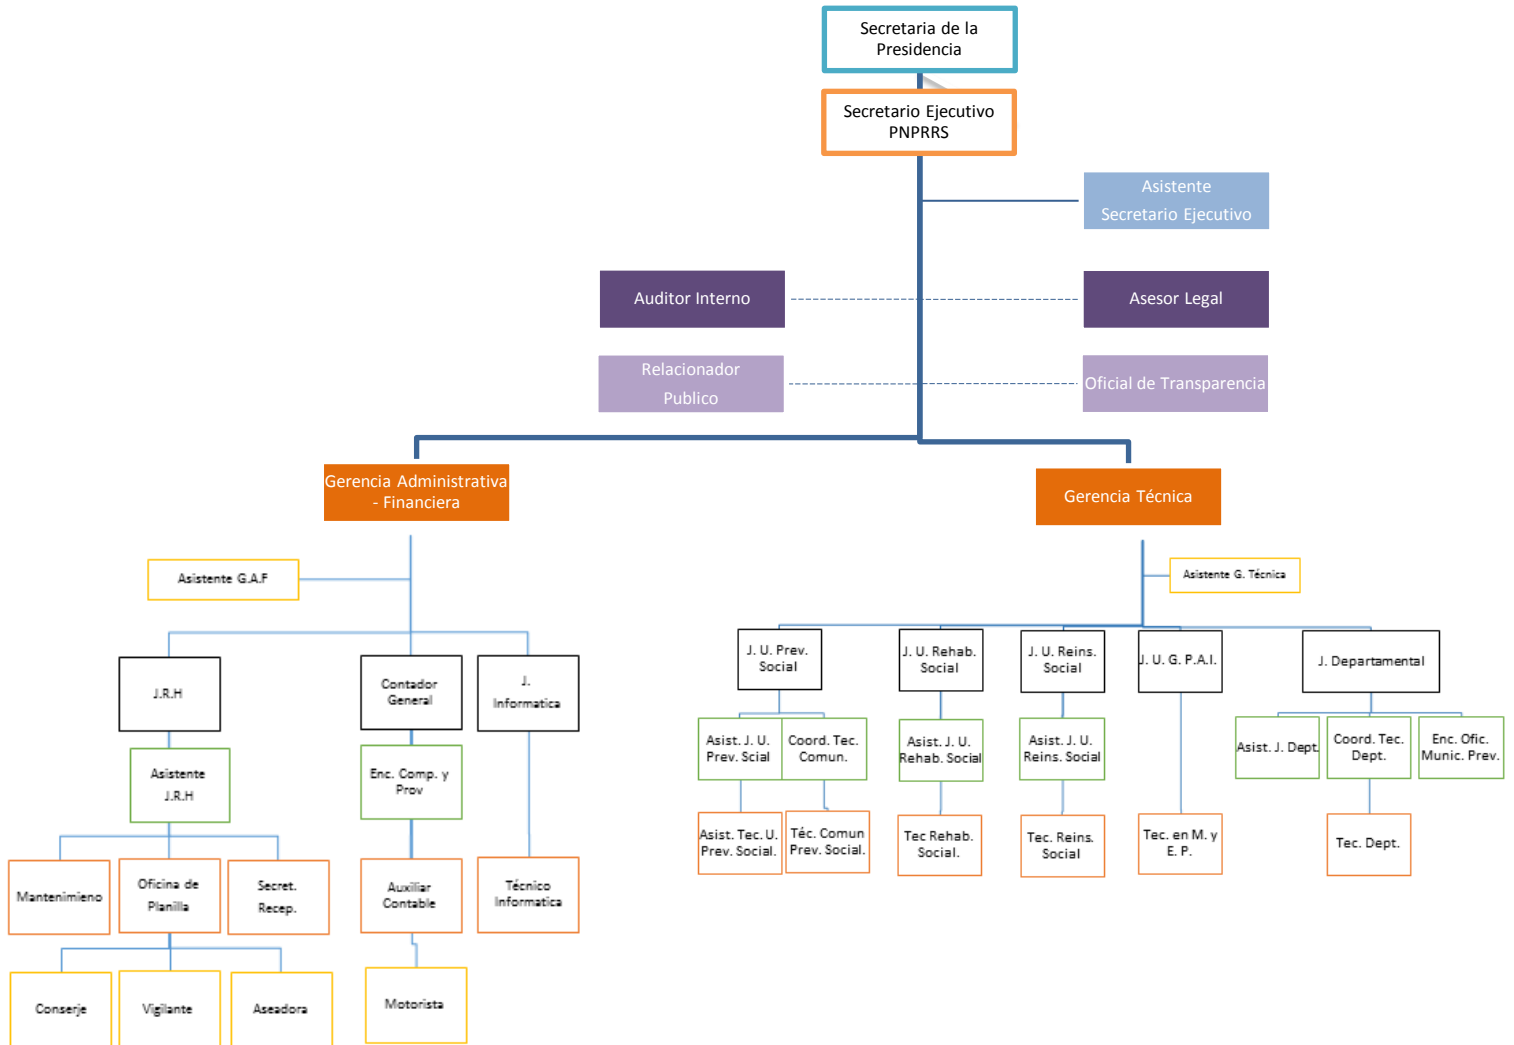 Secretaria de la
Presidencia
Secretario Ejecutivo
PNPRRS
Asistente
Secretario Ejecutivo
Auditor Interno
Asesor Legal
Relacionador
Publico
Oficial de Transparencia
Gerencia Administrativa
- Financiera
Gerencia Técnica
Asistente G.A.F
Asistente G. Técnica
J.R.H
Contador
General
J.
Informatica
J. U. Prev.
Social
J. U. Rehab.
Social
J. U. Reins.
Social
J. U. G. P.A.I.
J. Departamental
Asistente
J.R.H
Enc. Comp. y
Prov
Asist. J. U.
Prev. Scial
Coord. Tec.
Comun.
Asist. J. U.
Rehab. Social
Asist. J. U.
Reins. Social
Asist. J. Dept.
Coord. Tec.
Dept.
Enc. Ofic.
Munic. Prev.
Mantenimieno
Oficina de
Planilla
Secret.
Recep.
Auxiliar
Contable
Técnico
Informatica
Asist. Tec. U.
Prev. Social.
Téc. Comun
Prev. Social.
Tec Rehab.
Social.
Tec. Reins.
Social
Tec. en M. y
E. P.
Tec. Dept.
Conserje
Vigilante
Aseadora
Motorista